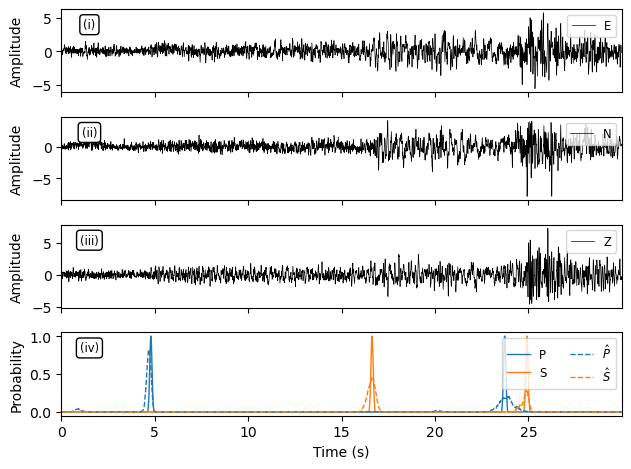 Amplitude
5
0
−5
(i)
E
Amplitude
0
−5
(ii)
N
Amplitude
5
0
−5
(iii)
Z
Probability
1.0
0.5
0.0
(iv)
P
S
P̂
Ŝ
0 5 10 15 20 25
Time (s)